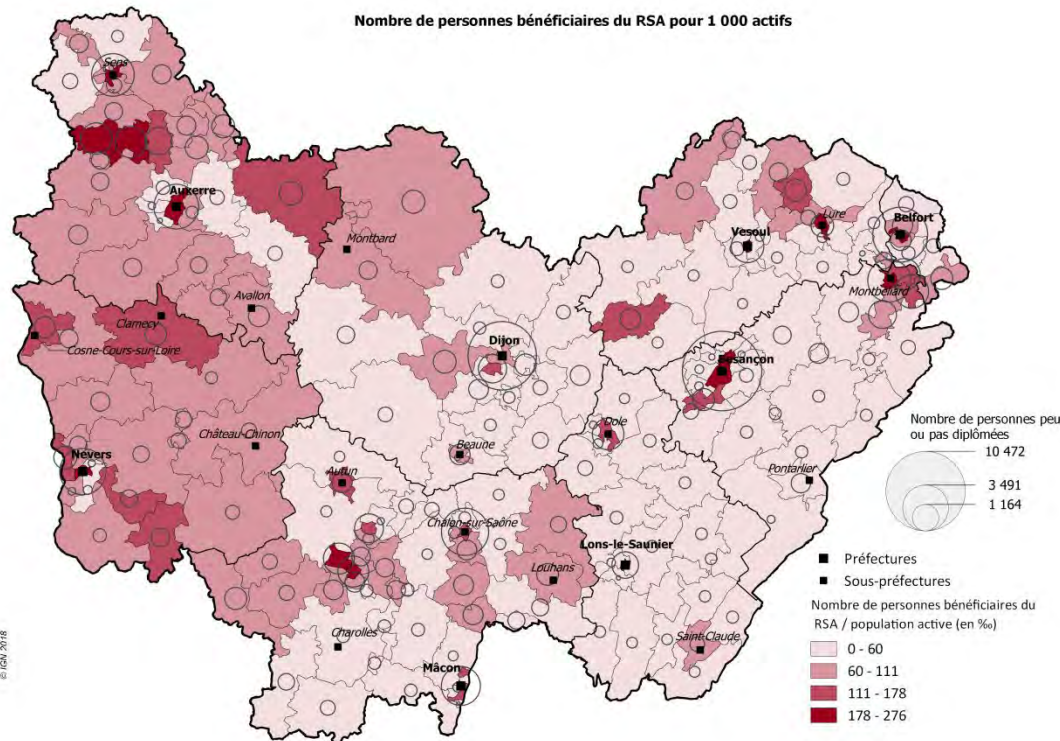 Nombre de personnes bénéficiaires du RSA pour 1 000 actifs
Sens
Auxerre
Montbard
Avallon
Clamecy
Cosne-Cours-sur-Loire
Château-Chinon
Nevers
Dijon
Beaune
Autun
Chalon-sur-Saône
Louhans
Charolles
Mâcon
Vesoul
Lure
Belfort
Montbéliard
Besançon
Dole
Pontarlier
Lons-le-Saunier
Saint-Claude
Nombre de personnes peu
ou pas diplômées
10 472
3 491
1 164
Préfectures
Sous-préfectures
Nombre de personnes bénéficiaires du
RSA / population active (en ‰)
0 - 60
60 - 111
111 - 178
178 - 276
© IGN 2018